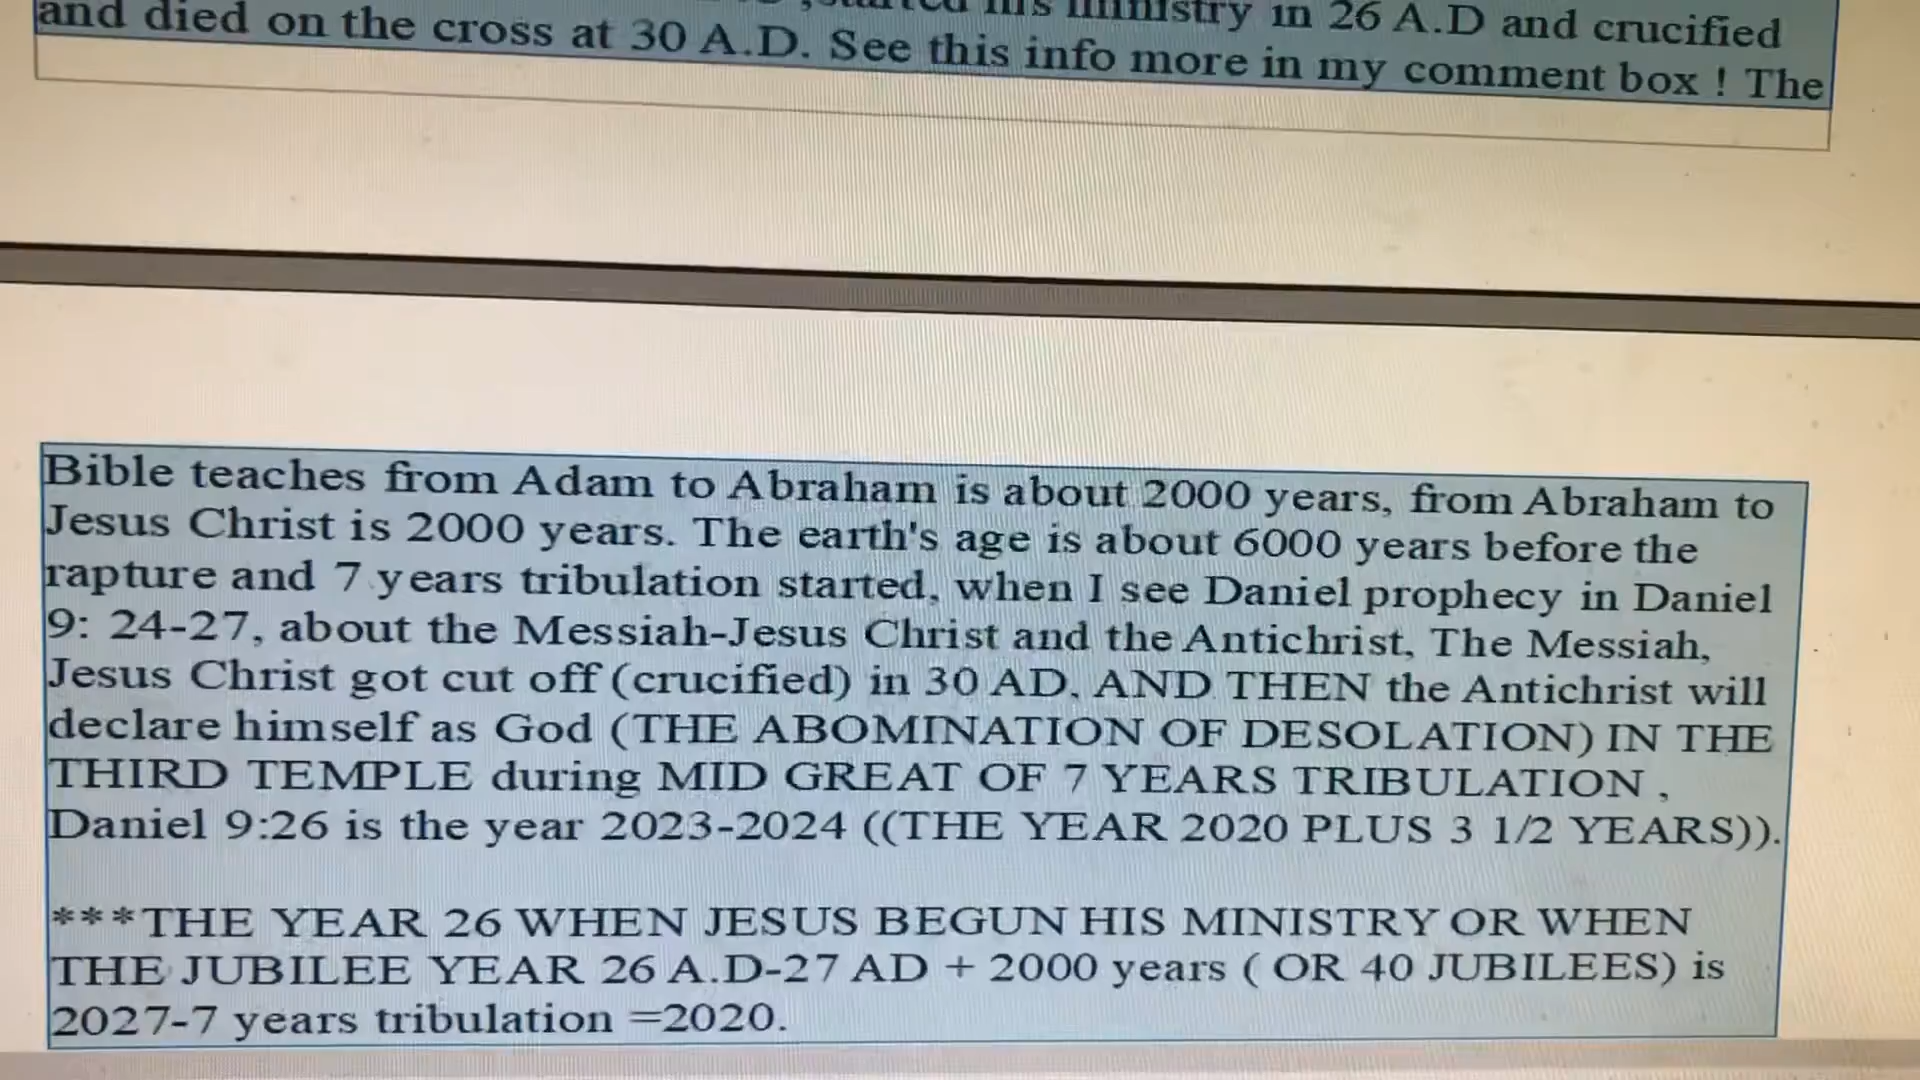 his ministry in 26 A.D and crucified
and died on the cross at 30 A.D. See this info more in my comment box ! The
Bible teaches from Adam to Abraham is about 2000 years, from Abraham to
Jesus Christ is 2000 years. The earth's age is about 6000 years before the
rapture and 7 years tribulation started, when I see Daniel prophecy in Daniel
9: 24-27, about the Messiah-Jesus Christ and the Antichrist, The Messiah,
Jesus Christ got cut off (crucified) in 30 AD, AND THEN the Antichrist will
declare himself as God (THE ABOMINATION OF DESOLATION) IN THE
THIRD TEMPLE during MID GREAT OF 7 YEARS TRIBULATION ,
Daniel 9:26 is the year 2023-2024 ((THE YEAR 2020 PLUS 3 1/2 YEARS)).
***THE YEAR 26 WHEN JESUS BEGUN HIS MINISTRY OR WHEN
THE JUBILEE YEAR 26 A.D-27 AD + 2000 years ( OR 40 JUBILEES) is
2027-7 years tribulation =2020.